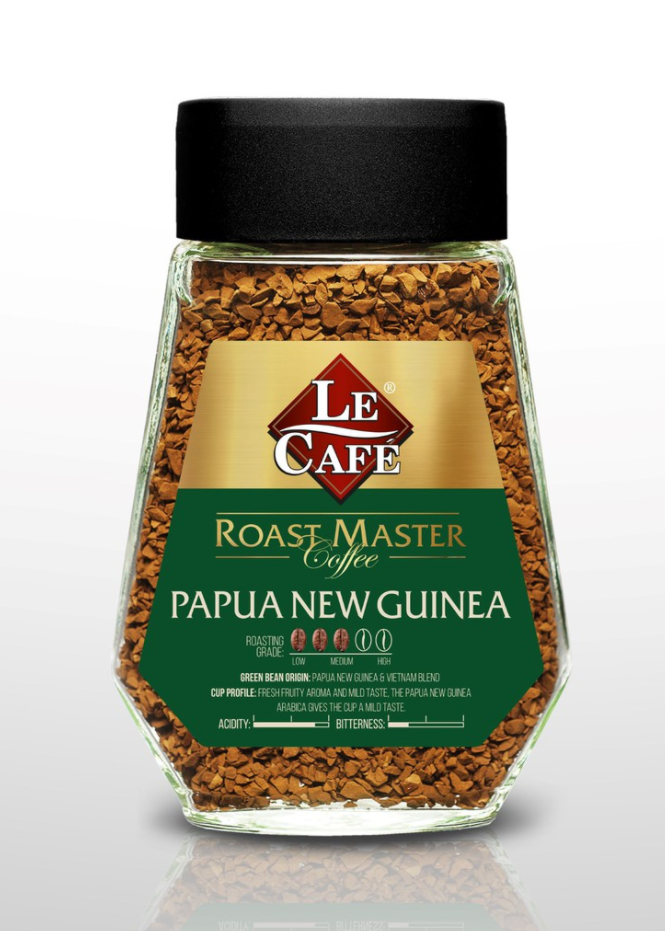 LE ®
CAFÉ
ROAST MASTER
Coffee
PAPUA NEW GUINEA
ROASTING
GRADE:
LOW MEDIUM HIGH
GREEN BEAN ORIGIN: PAPUA NEW GUINEA & VIETNAM BLEND
CUP PROFILE: FRESH FRUITY AROMA AND MILD TASTE, THE PAPUA NEW GUINEA
ARABICA GIVES THE CUP A MILD TASTE.
ACIDITY: BITTERNESS: